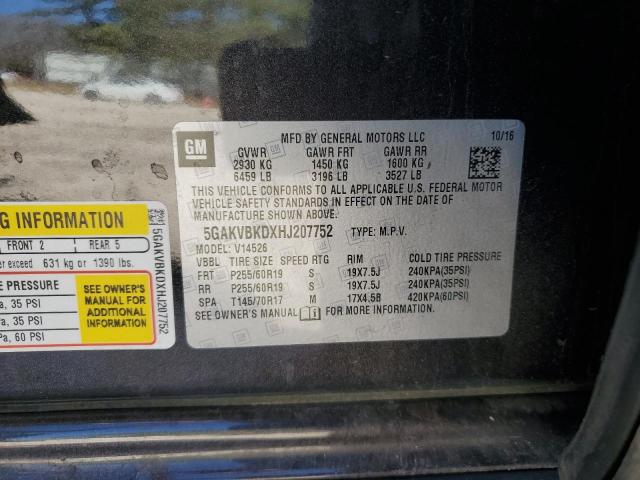 GM
MFD BY GENERAL MOTORS LLC 10/16
GVWR GAWR FRT GAWR RR
2930 KG 1450 KG 1600 KG
6459 LB 3196 LB 3527 LB
THIS VEHICLE CONFORMS TO ALL APPLICABLE U.S. FEDERAL MOTOR
VEHICLE SAFETY STANDARDS IN EFFECT ON THE DATE OF
MANUFACTURE SHOWN ABOVE.
5GAKVBKDXHJ207752 TYPE: M.P.V.
MODEL: V14526
VBBL TIRE SIZE SPEED RTG RIM COLD TIRE PRESSURE
FRT P255/60R19 S 19X7.5J 240KPA(35PSI)
RR P255/60R19 S 19X7.5J 240KPA(35PSI)
SPA T145/70R17 M 17X4.5B 420KPA(60PSI)
SEE OWNER'S MANUAL FOR MORE INFORMATION.
G INFORMATION
FRONT 2 REAR 5
exceed 631 kg or 1390 lbs.
a, 35 PSI
a, 35 PSI
Pa, 60 PSI
SEE OWNER'S
MANUAL FOR
ADDITIONAL
INFORMATION
5GAKVBKDXHJ207752